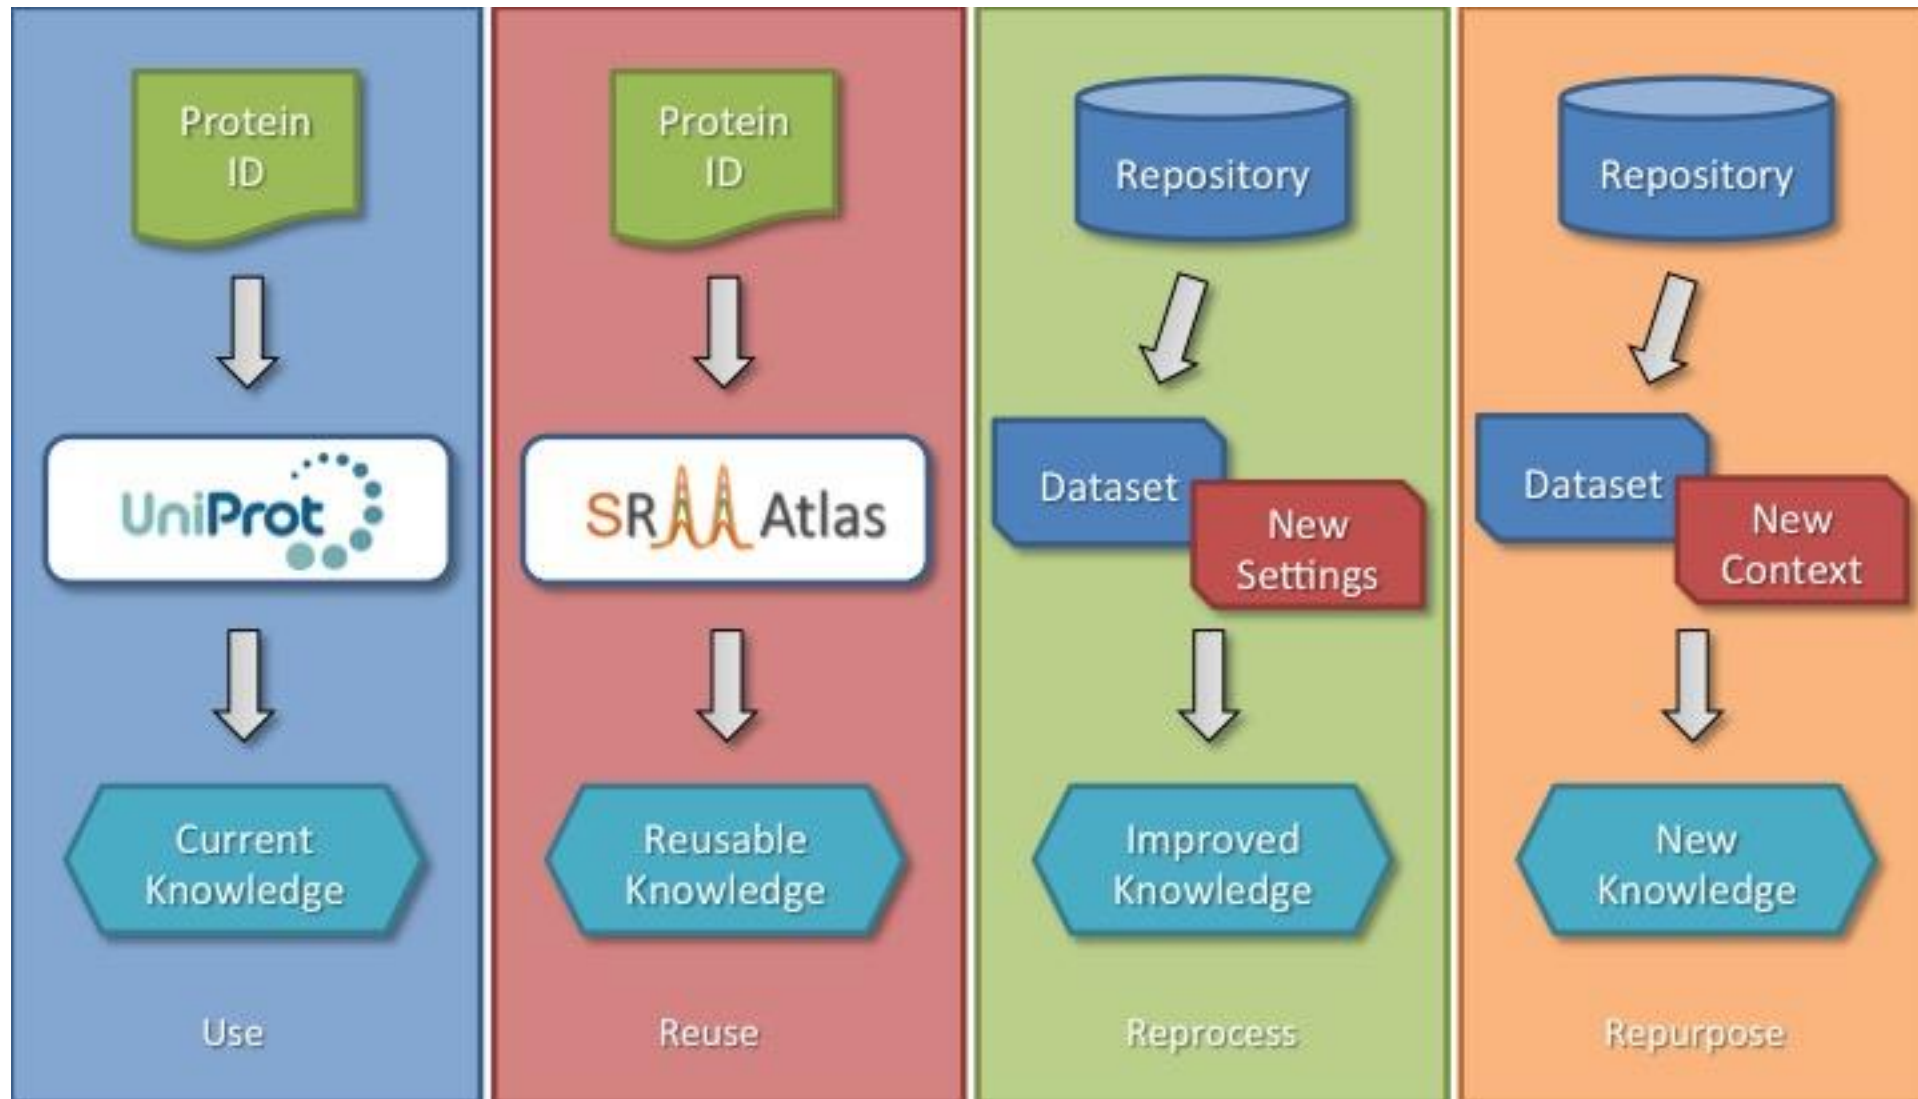 Protein
ID
UniProt
Current
Knowledge
Use
Protein
ID
SRM Atlas
Reusable
Knowledge
Reuse
Repository
Dataset
New
Settings
Improved
Knowledge
Reprocess
Repository
Dataset
New
Context
New
Knowledge
Repurpose